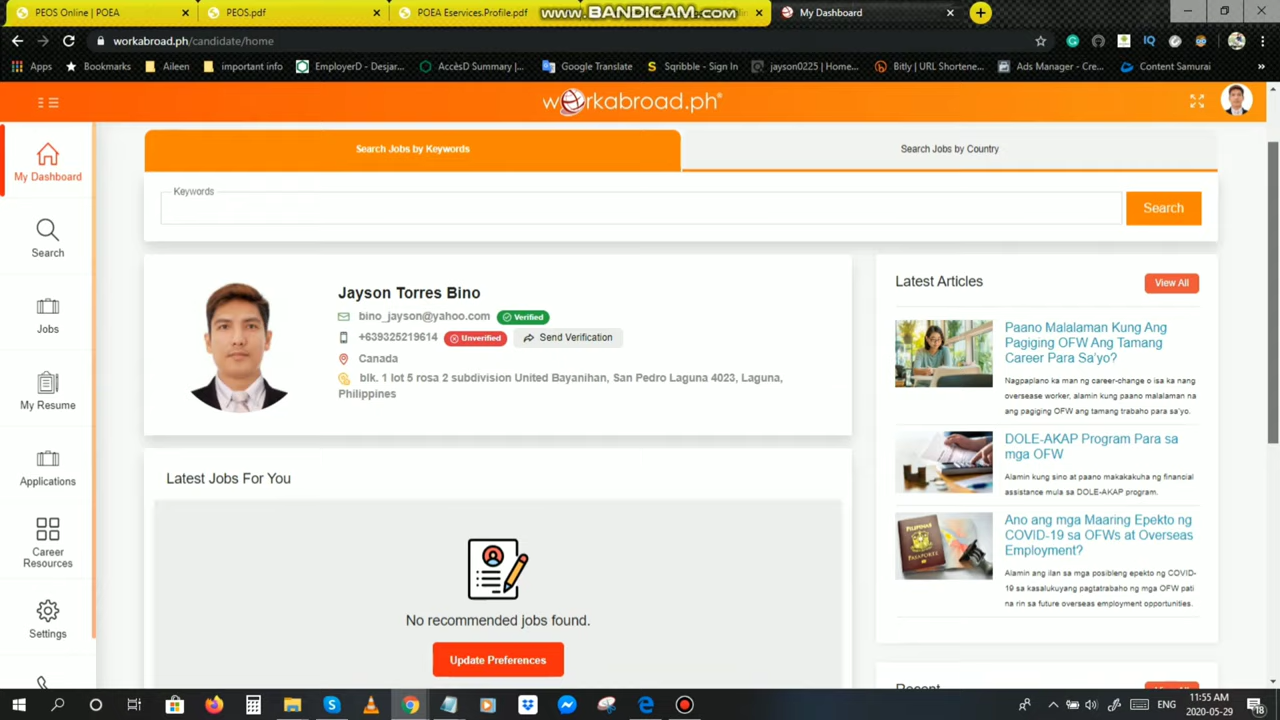 PEOS Online | POEA
PEOS.pdf
POEA Eservices.Profile.pdf
www.BANDICAM.com
My Dashboard
workabroad.ph/candidate/home
Apps
Bookmarks
Aileen
important info
EmployerD - Desjar...
AccèsD Summary |...
Google Translate
Sqribble - Sign In
jayson0225 | Home...
Bitly | URL Shortene...
Ads Manager - Cre...
Content Samurai
workabroad.ph
My Dashboard
Search
Jobs
My Resume
Applications
Career
Resources
Settings
Search Jobs by Keywords
Search Jobs by Country
Keywords
Search
Jayson Torres Bino
bino_jayson@yahoo.com Verified
+639325219614 Unverified Send Verification
Canada
blk. 1 lot 5 rosa 2 subdivision United Bayanihan, San Pedro Laguna 4023, Laguna,
Philippines
Latest Jobs For You
No recommended jobs found.
Update Preferences
Latest Articles
View All
Paano Malalaman Kung Ang
Pagiging OFW Ang Tamang
Career Para Sa'yo?
Nagpaplano ka man ng career-change o isa ka nang
overseas worker, alamin kung paano malalaman na
ang pagiging OFW ang tamang trabaho para sa'yo.
DOLE-AKAP Program Para sa
mga OFW
Alamin kung sino at paano makakakuha ng financial
assistance mula sa DOLE-AKAP program.
Ano ang mga Maaring Epekto ng
COVID-19 sa OFWs at Overseas
Employment?
Alamin ang ilan sa mga posibleng epekto ng COVID-
19 sa kasalukuyang pagtatrabaho ng mga OFW pati
na rin sa future overseas employment opportunities.
Recent
ENG
11:55 AM
2020-05-29
18